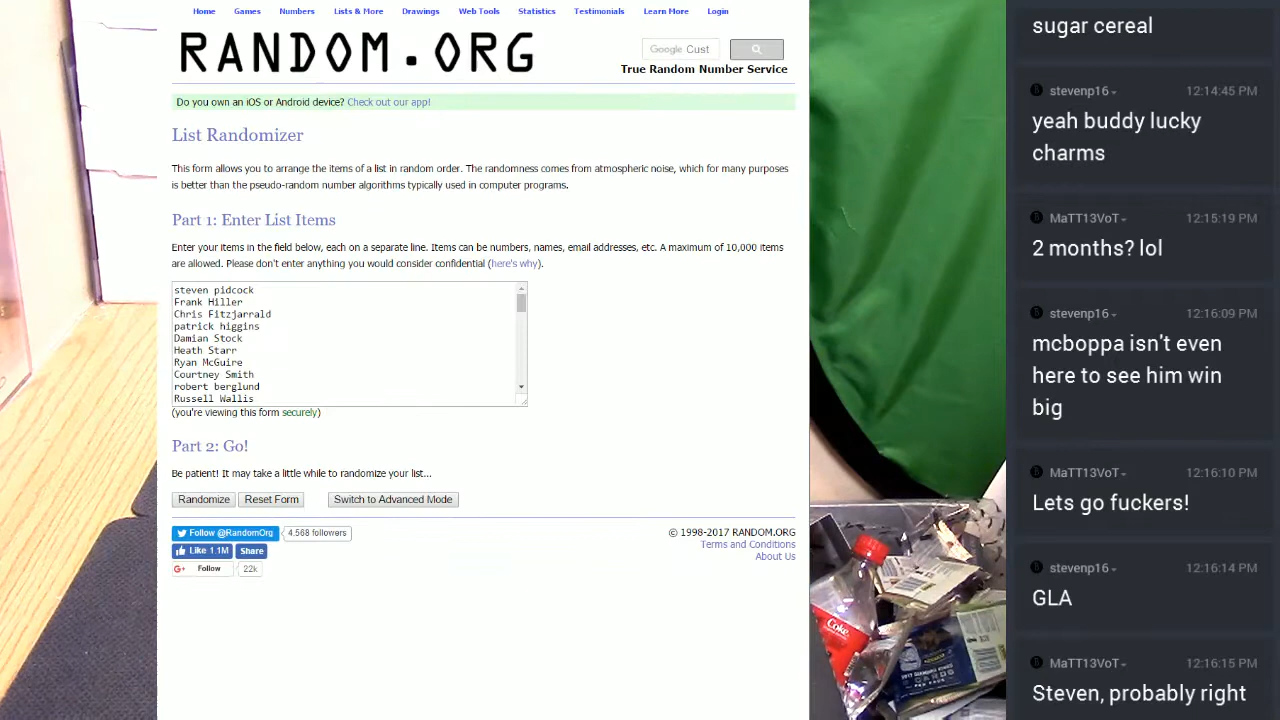 Home Games Numbers Lists & More Drawings Web Tools Statistics Testimonials Learn More Login
RANDOM.ORG
Google Cust
True Random Number Service
Do you own an iOS or Android device? Check out our app!
List Randomizer
This form allows you to arrange the items of a list in random order. The randomness comes from atmospheric noise, which for many purposes
is better than the pseudo-random number algorithms typically used in computer programs.
Part 1: Enter List Items
Enter your items in the field below, each on a separate line. Items can be numbers, names, email addresses, etc. A maximum of 10,000 items
are allowed. Please don't enter anything you would consider confidential (here's why).
steven pidcock
Frank Hiller
Chris Fitzjarrald
patrick higgins
Damian Stock
Heath Starr
Ryan McGuire
Courtney Smith
robert berglund
Russell Wallis
(you're viewing this form securely)
Part 2: Go!
Be patient! It may take a little while to randomize your list...
Randomize Reset Form Switch to Advanced Mode
Follow @RandomOrg 4,568 followers
Like 1.1M Share
Follow 22k
© 1998-2017 RANDOM.ORG
Terms and Conditions
About Us
Coke
CARDS
sugar cereal
stevenp16 12:14:45 PM
yeah buddy lucky
charms
MaTT13VoT 12:15:19 PM
2 months? lol
stevenp16 12:16:09 PM
mcboppa isn't even
here to see him win
big
MaTT13VoT 12:16:10 PM
Lets go fuckers!
stevenp16 12:16:14 PM
GLA
MaTT13VoT 12:16:15 PM
Steven, probably right